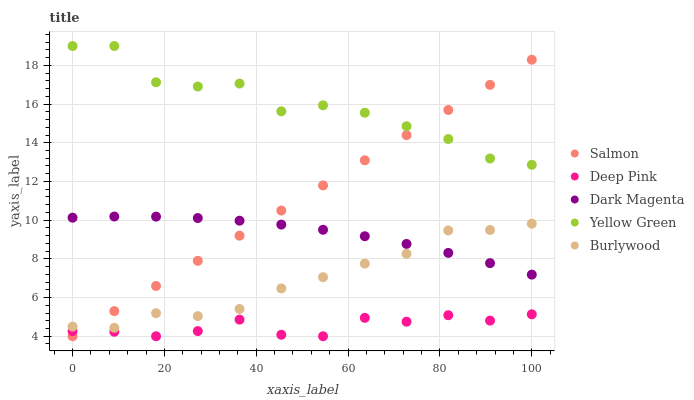 title
yaxis_label
18
16
14
12
10
8
6
4
0
20
40
60
80
100
xaxis_label
Salmon
Deep Pink
Dark Magenta
Yellow Green
Burlywood